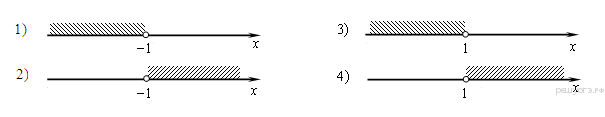 1) −1 x
2) −1 x
3) 1 x
4) 1 x
решуогэ.рф